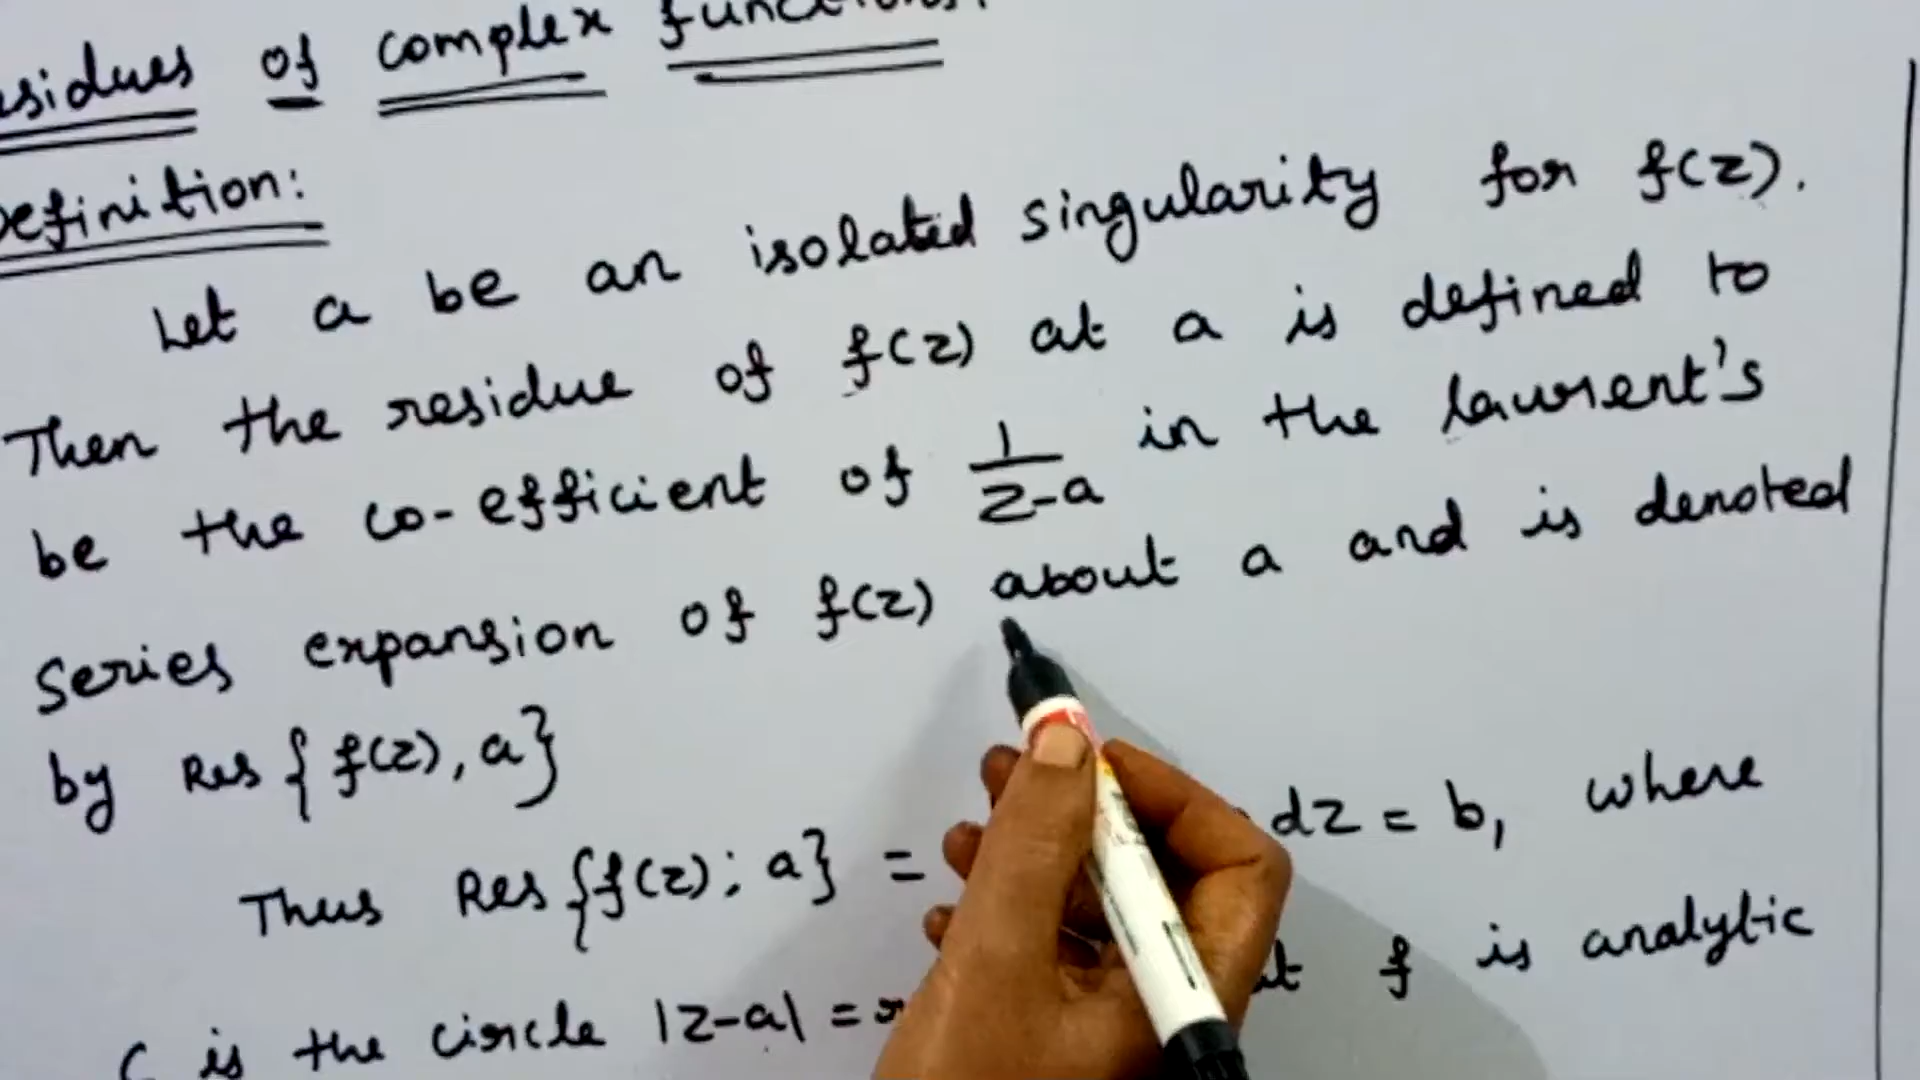 of complex functions.
Definition:
Let a be an isolated singularity for f(z).
Then the residue of f(z) at a is defined to
be the co-efficient of 1/z-a in the laurent's
series expansion of f(z) about a and is denoted
by Res { f(z), a}
Thus Res {f(z); a} = dz = b, where
C is the circle |z-a| = r f is analytic